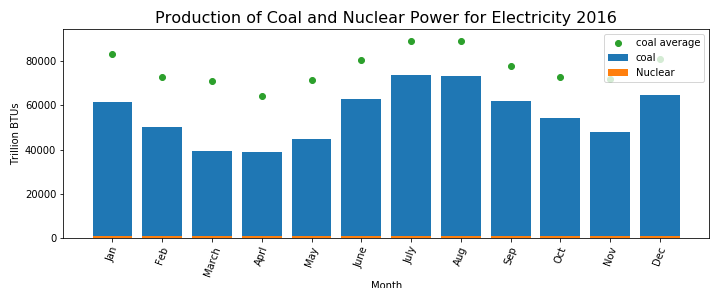 Production of Coal and Nuclear Power for Electricity 2016
coal average
coal
Nuclear
Trillion BTUs
80000
60000
40000
20000
0
Jan
Feb
March
Aprl
May
June
July
Aug
Sep
Oct
Nov
Dec
Month